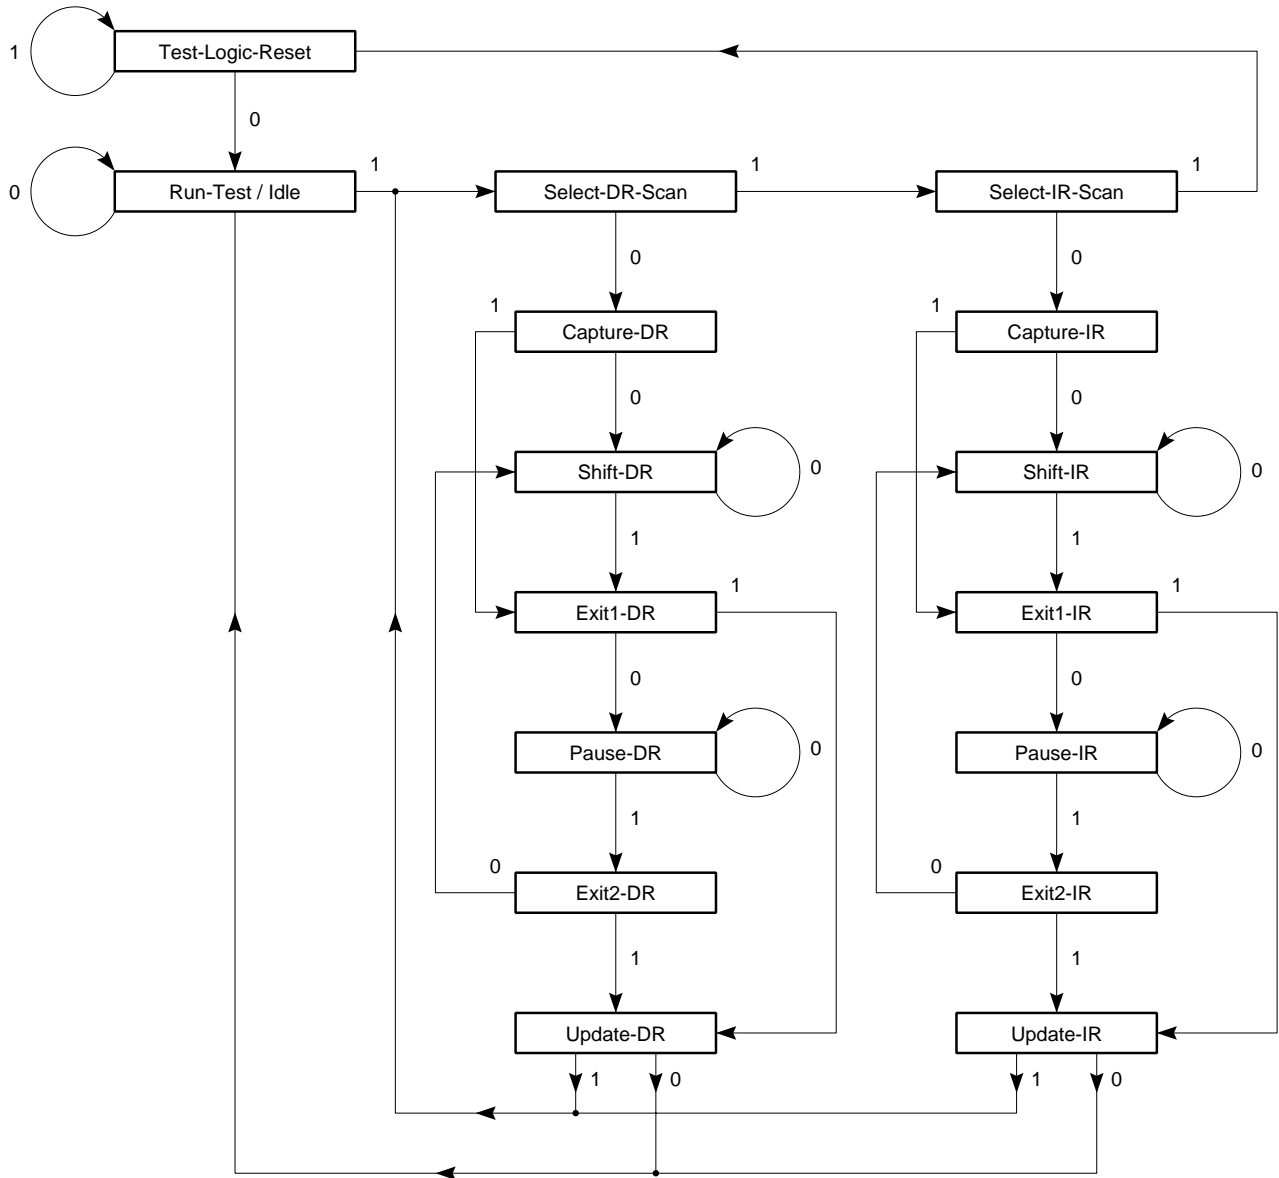 1
Test-Logic-Reset
0
0
Run-Test / Idle
1
Select-DR-Scan
1
Select-IR-Scan
1
0
0
1
Capture-DR
1
Capture-IR
0
0
Shift-DR
0
Shift-IR
0
1
1
Exit1-DR
1
Exit1-IR
1
0
0
Pause-DR
0
Pause-IR
0
1
1
0
Exit2-DR
0
Exit2-IR
1
1
Update-DR
Update-IR
1
0
1
0